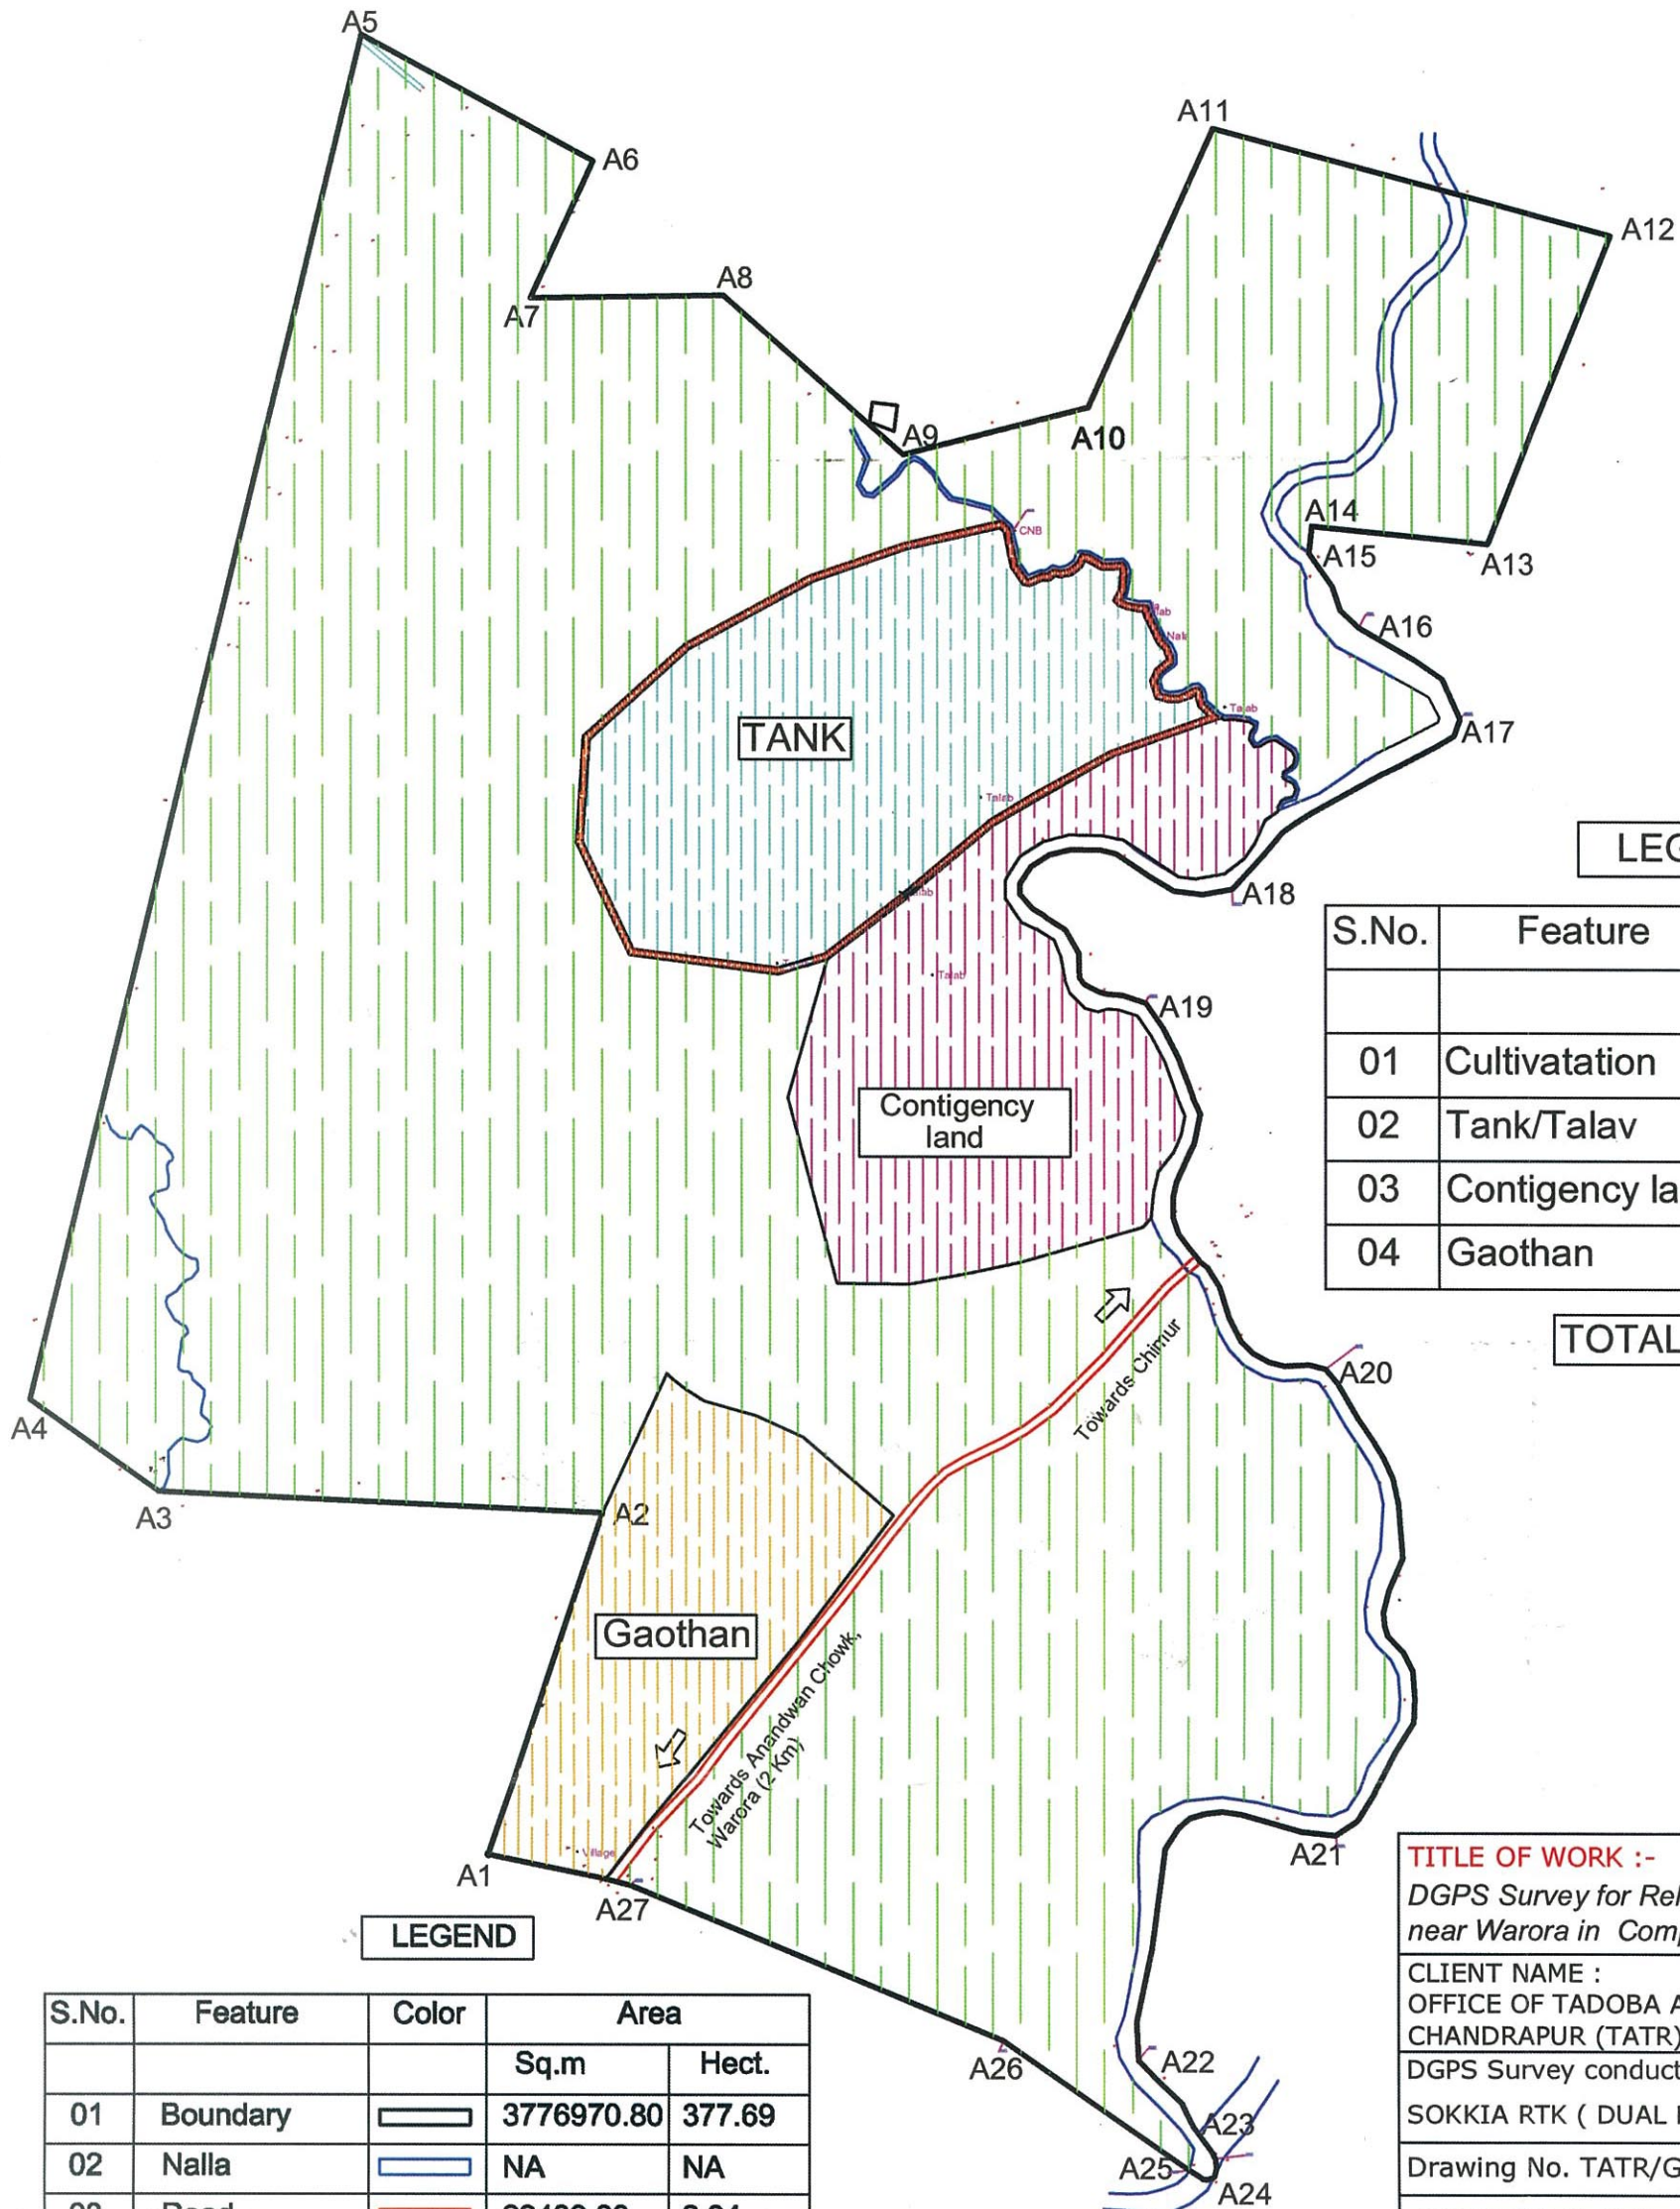 A5
A6
A11
A12
A8
A7
A9
A10
CNB
A14
A15
A13
A16
Nal
Talab
A17
TANK
Talab
A18
Talab
A19
Contigency
land
LEG
S.No. Feature
01 Cultivatation
02 Tank/Talav
03 Contigency la
04 Gaothan
TOTAL
Towards Chimur
A20
A4
A3
A2
Gaothan
Towards Anandwan Chowk,
Warora (2 Km)
A1
Village
A27
A21
LEGEND
S.No. Feature Color Area
Sq.m Hect.
01 Boundary 3776970.80 377.69
02 Nalla NA NA
A26
A22
A23
A25
A24
TITLE OF WORK :-
DGPS Survey for Rel
near Warora in Com
CLIENT NAME :
OFFICE OF TADOBA A
CHANDRAPUR (TATR)
DGPS Survey conduct
SOKKIA RTK ( DUAL
Drawing No. TATR/G